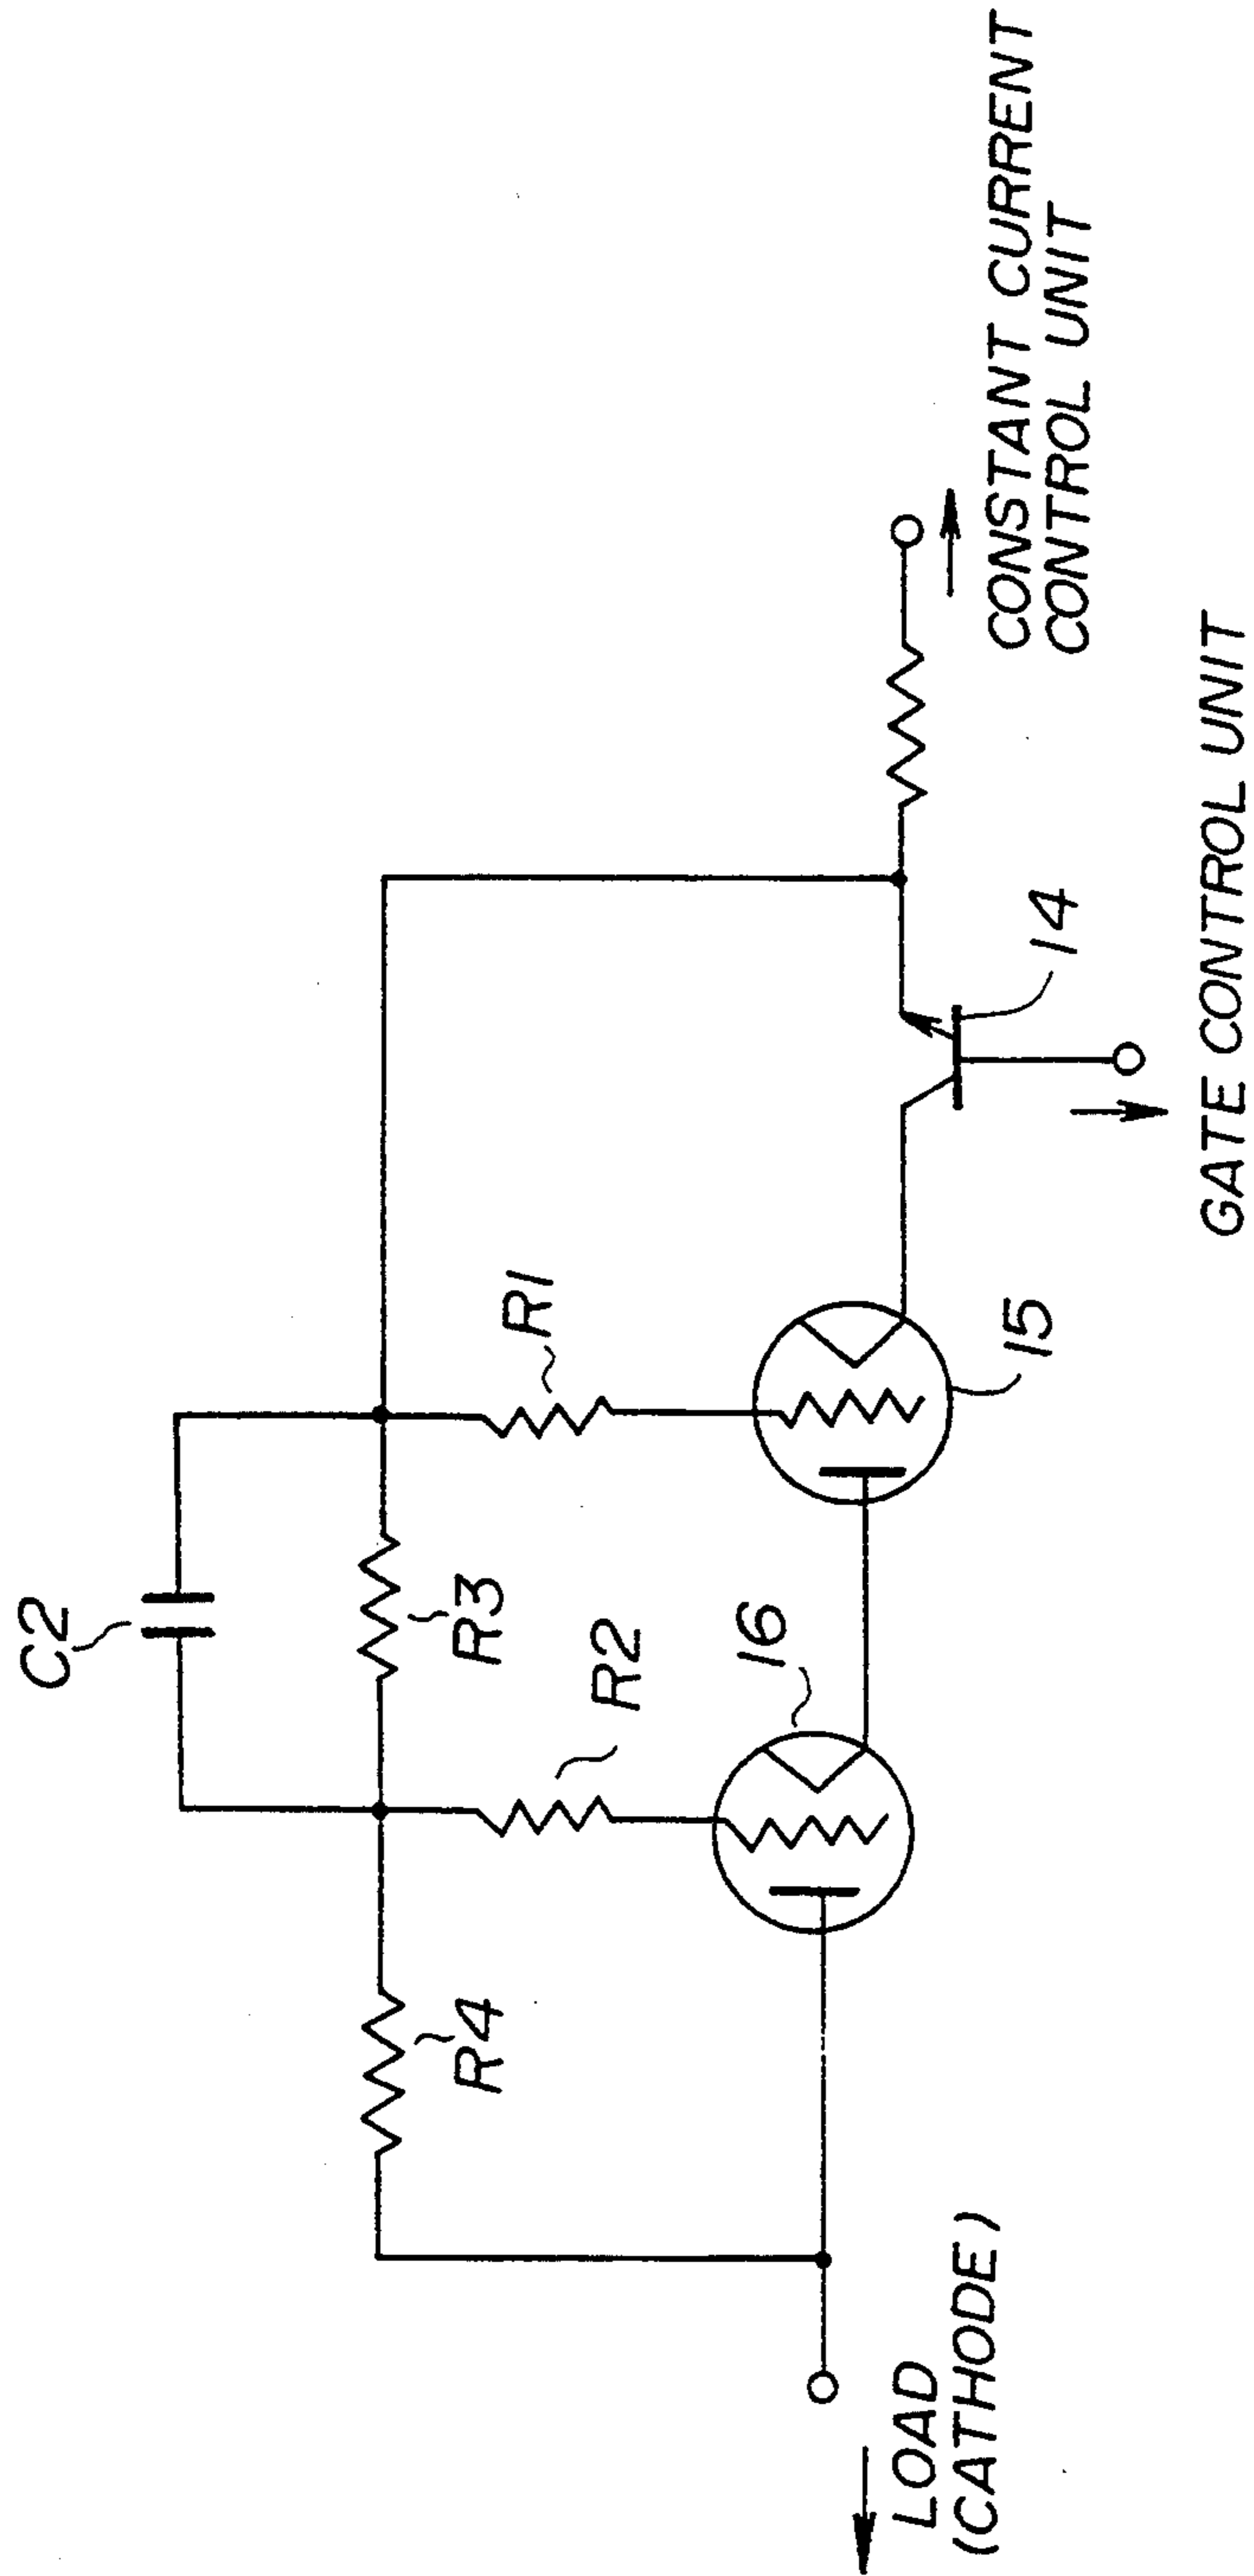 C2
R4
R3
R2
R1
16
15
14
LOAD
(CATHODE)
CONSTANT CURRENT
CONTROL UNIT
GATE CONTROL UNIT